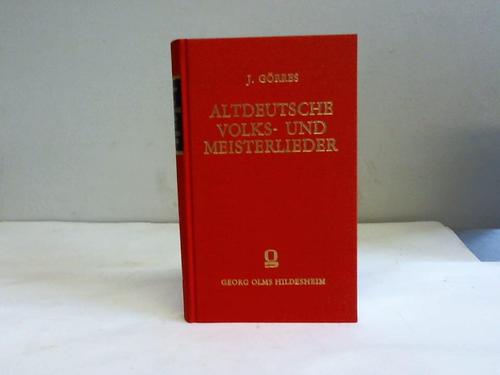 J. GÖRRES
ALTDEUTSCHE
VOLKS- UND
MEISTERLIEDER
GEORG OLMS HILDESHEIM